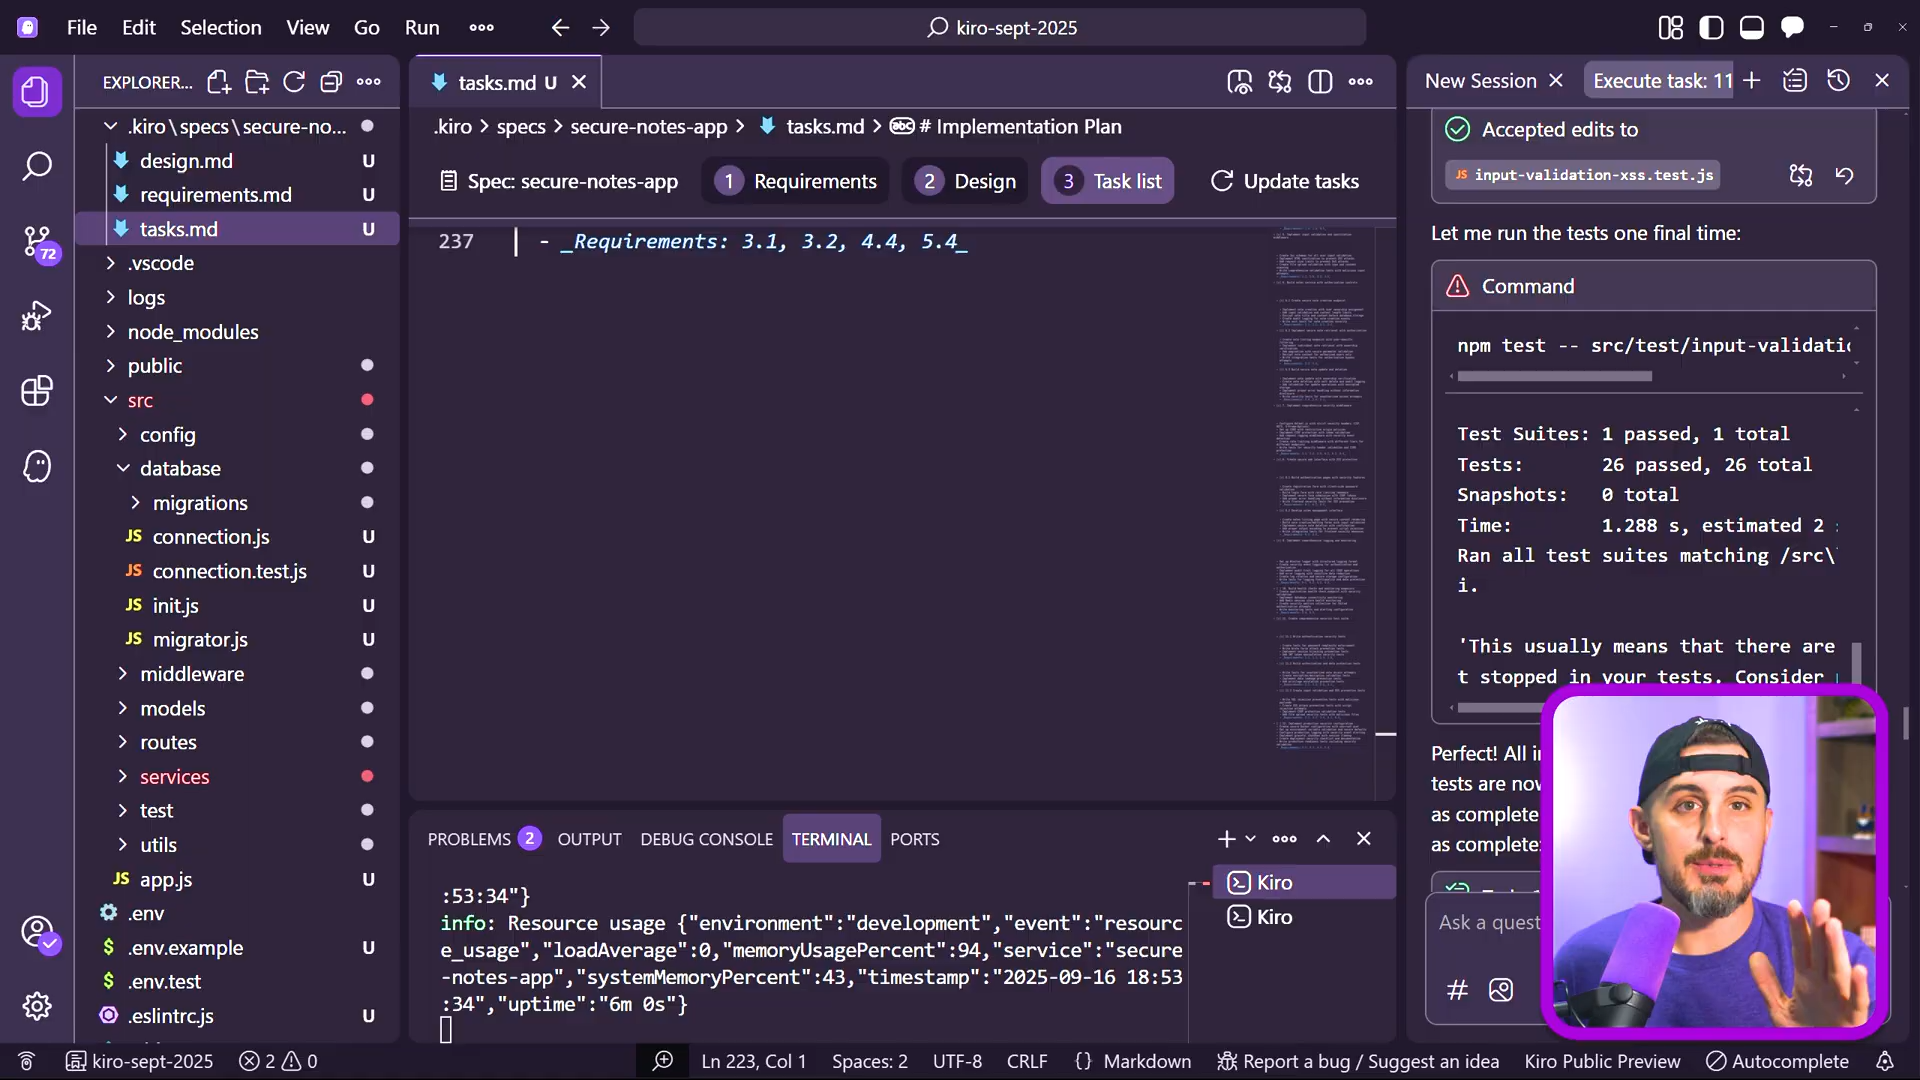 File Edit Selection View Go Run
kiro-sept-2025
EXPLORER...
.kiro\specs\secure-no...
design.md U
requirements.md U
tasks.md U
.vscode
logs
node_modules
public
src
config
database
migrations
JS connection.js U
JS connection.test.js U
JS init.js U
JS migrator.js U
middleware
models
routes
services
test
utils
JS app.js U
.env
$ .env.example U
$ .env.test
.eslintrc.js U
72
tasks.md U
.kiro > specs > secure-notes-app > tasks.md > abc # Implementation Plan
Spec: secure-notes-app 1 Requirements 2 Design 3 Task list Update tasks
237 - _Requirements: 3.1, 3.2, 4.4, 5.4_
PROBLEMS 2 OUTPUT DEBUG CONSOLE TERMINAL PORTS
:53:34"}
info: Resource usage {"environment":"development","event":"resourc
e_usage","loadAverage":0,"memoryUsagePercent":94,"service":"secure
-notes-app","systemMemoryPercent":43,"timestamp":"2025-09-16 18:53
:34","uptime":"6m 0s"}
Kiro
Kiro
New Session Execute task: 11
Accepted edits to
JS input-validation-xss.test.js
Let me run the tests one final time:
Command
npm test -- src/test/input-validatio
Test Suites: 1 passed, 1 total
Tests: 26 passed, 26 total
Snapshots: 0 total
Time: 1.288 s, estimated 2
Ran all test suites matching /src\
i.
'This usually means that there are
t stopped in your tests. Consider
Perfect! All i
tests are now
as complete
as complete:
Ask a quest
#
kiro-sept-2025 2 0
Ln 223, Col 1 Spaces: 2 UTF-8 CRLF {} Markdown Report a bug / Suggest an idea Kiro Public Preview Autocomplete